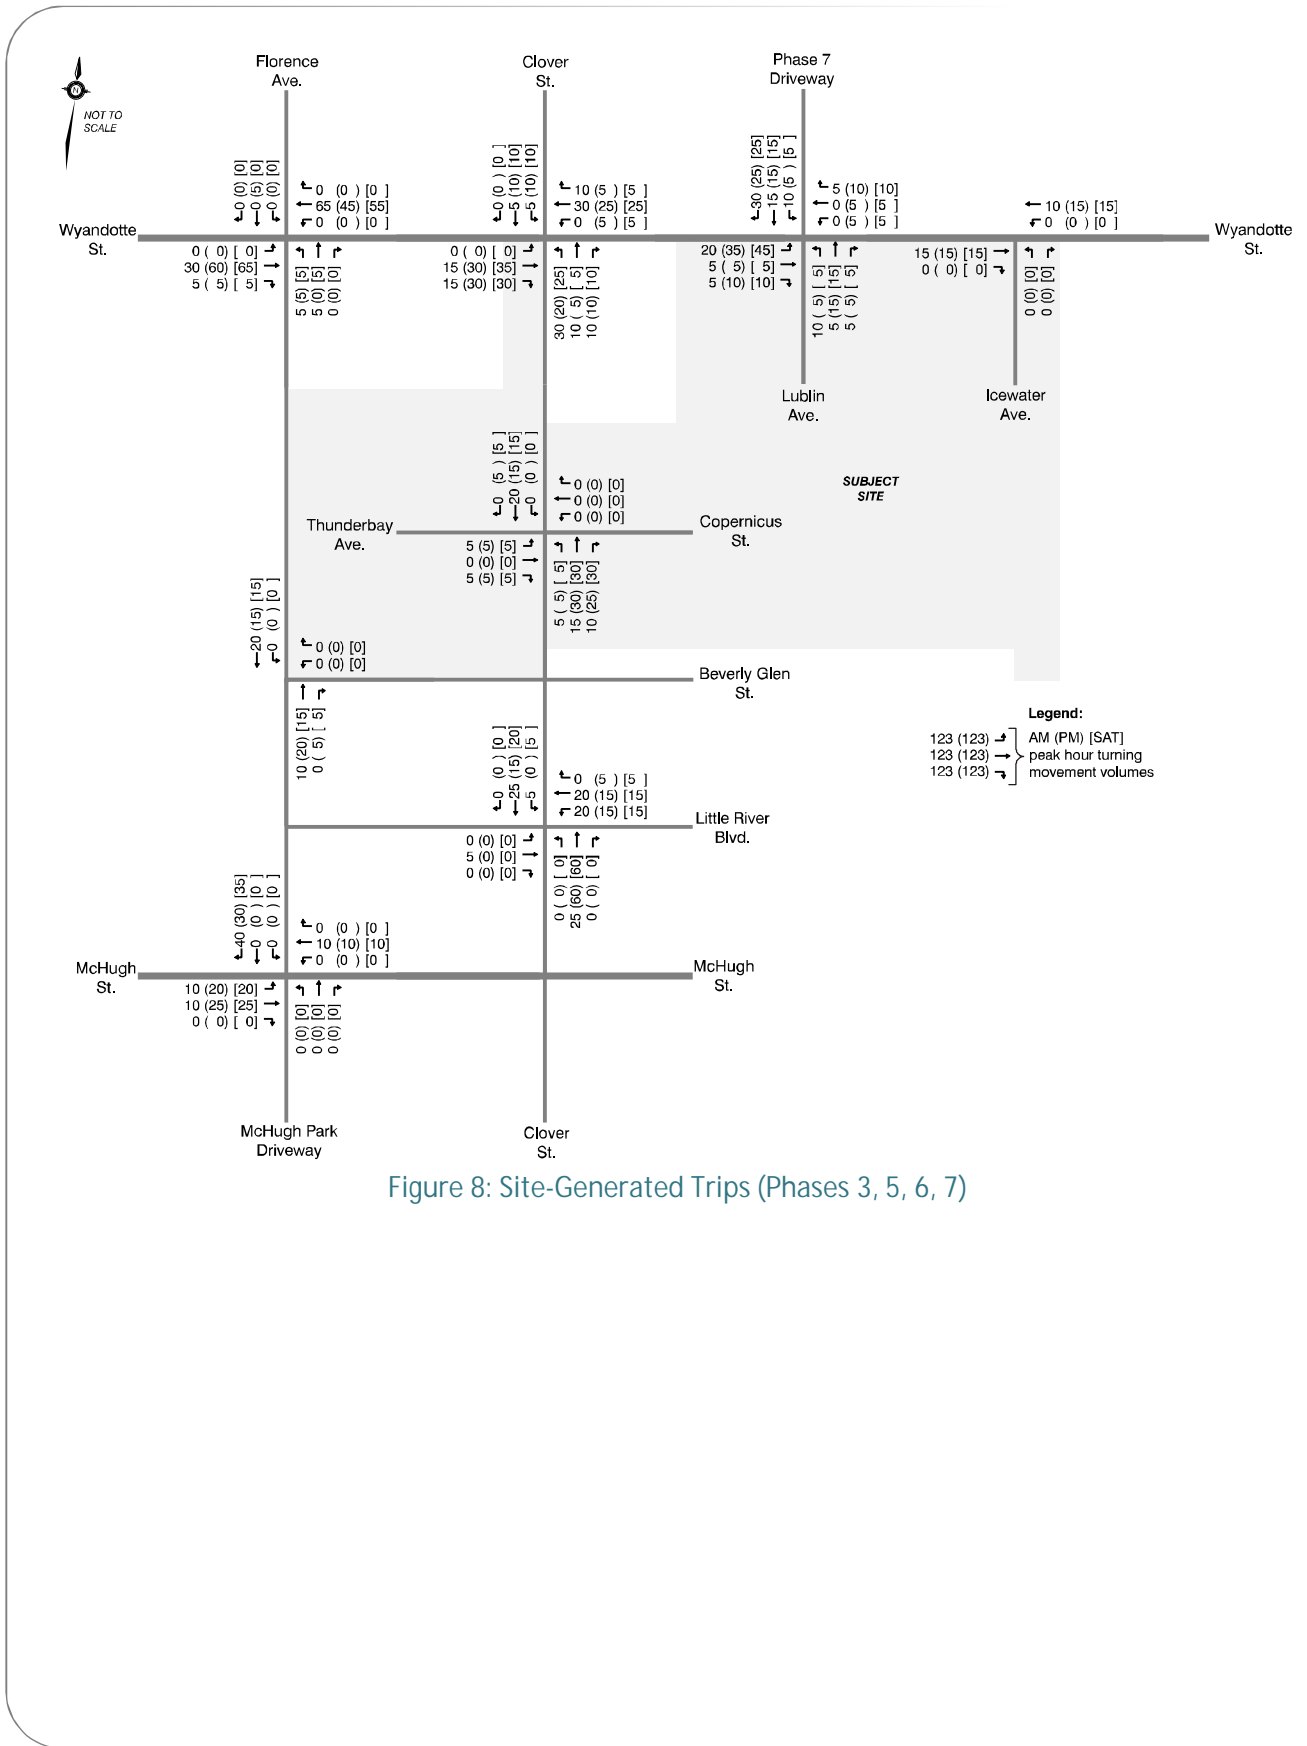 Florence
Ave.
Clover
St.
Phase 7
Driveway
N
NOT TO
SCALE
0 (0) [0]
0 (5) [0]
0 (0) [0]
0 (0 ) [0 ]
65 (45) [55]
0 (0 ) [0 ]
0 (0 ) [0 ]
5 (10) [10]
5 (10) [10]
10 (5 ) [5 ]
30 (25) [25]
0 (5 ) [5 ]
30 (25) [25]
15 (15) [15]
10 (5 ) [5 ]
5 (10) [10]
0 (5 ) [5 ]
0 (5 ) [5 ]
10 (15) [15]
0 (0 ) [0 ]
Wyandotte
St.
Wyandotte
St.
0 ( 0) [ 0]
30 (60) [65]
5 ( 5) [ 5]
5 (5) [5]
5 (0) [5]
0 (0) [0]
0 ( 0) [ 0]
15 (30) [35]
15 (30) [30]
30 (20) [25]
10 ( 5) [ 5]
10 (10) [10]
20 (35) [45]
5 ( 5) [ 5]
5 (10) [10]
10 ( 5) [ 5]
5 (15) [15]
5 ( 5) [ 5]
15 (15) [15]
0 ( 0) [ 0]
0 (0) [0]
0 (0) [0]
Lublin
Ave.
Icewater
Ave.
0 (5 ) [5 ]
20 (15) [15]
0 (0 ) [0 ]
0 (0) [0]
0 (0) [0]
0 (0) [0]
SUBJECT
SITE
Thunderbay
Ave.
Copernicus
St.
5 (5) [5]
0 (0) [0]
5 (5) [5]
5 ( 5) [ 5]
15 (30) [30]
10 (25) [30]
20 (15) [15]
0 (0 ) [0 ]
0 (0) [0]
0 (0) [0]
Beverly Glen
St.
10 (20) [15]
0 ( 5) [ 5]
Legend:
123 (123)
123 (123)
123 (123)
AM (PM) [SAT]
peak hour turning
movement volumes
0 (0 ) [0 ]
25 (15) [20]
5 (0 ) [5 ]
0 (5 ) [5 ]
20 (15) [15]
20 (15) [15]
Little River
Blvd.
0 (0) [0]
5 (0) [0]
0 (0) [0]
0 ( 0) [ 0]
25 (60) [60]
0 ( 0) [ 0]
40 (30) [35]
0 (0 ) [0 ]
0 (0 ) [0 ]
0 (0 ) [0 ]
10 (10) [10]
0 (0 ) [0 ]
McHugh
St.
McHugh
St.
10 (20) [20]
10 (25) [25]
0 ( 0) [ 0]
0 (0) [0]
0 (0) [0]
0 (0) [0]
McHugh Park
Driveway
Clover
St.
Figure 8: Site-Generated Trips (Phases 3, 5, 6, 7)